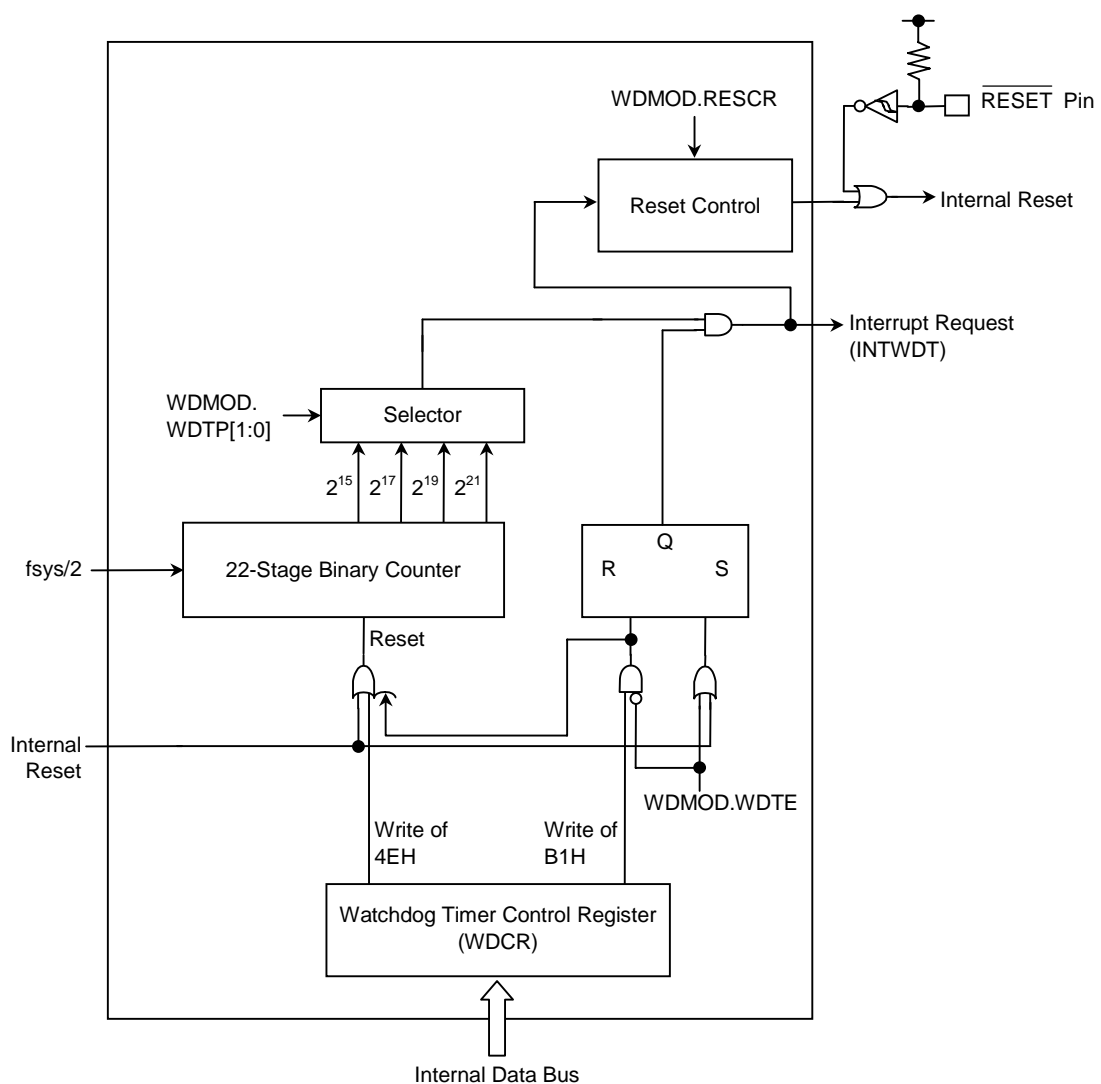 WDMOD.RESCR
RESET Pin
Reset Control
Internal Reset
Interrupt Request
(INTWDT)
WDMOD.
WDTP[1:0]
Selector
2¹⁵ 2¹⁷ 2¹⁹ 2²¹
fsys/2
22-Stage Binary Counter
Q
R S
Reset
Internal
Reset
WDMOD.WDTE
Write of
4EH
Write of
B1H
Watchdog Timer Control Register
(WDCR)
Internal Data Bus